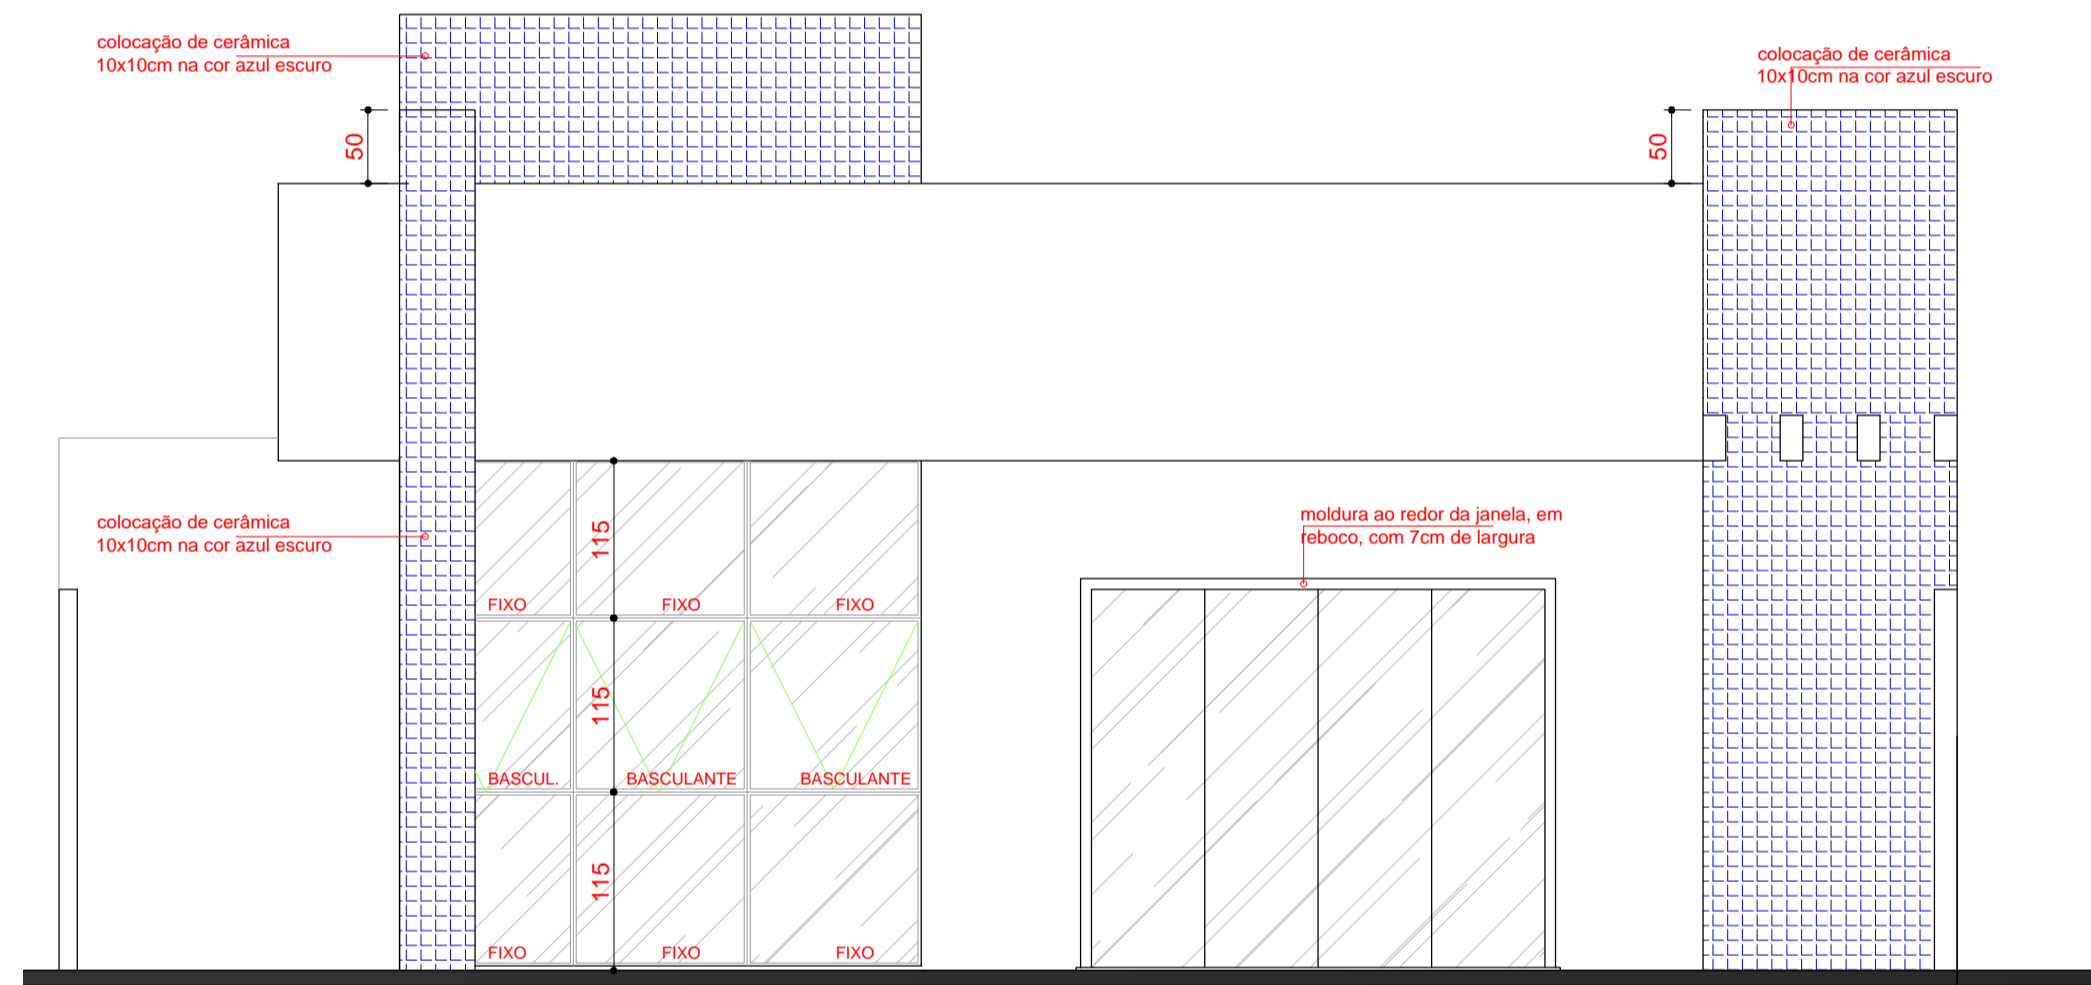 colocação de cerâmica
10x10cm na cor azul escuro
colocação de cerâmica
10x10cm na cor azul escuro
50
50
colocação de cerâmica
10x10cm na cor azul escuro
moldura ao redor da janela, em
reboco, com 7cm de largura
115
FIXO FIXO FIXO
115
BASCUL. BASCULANTE BASCULANTE
115
FIXO FIXO FIXO